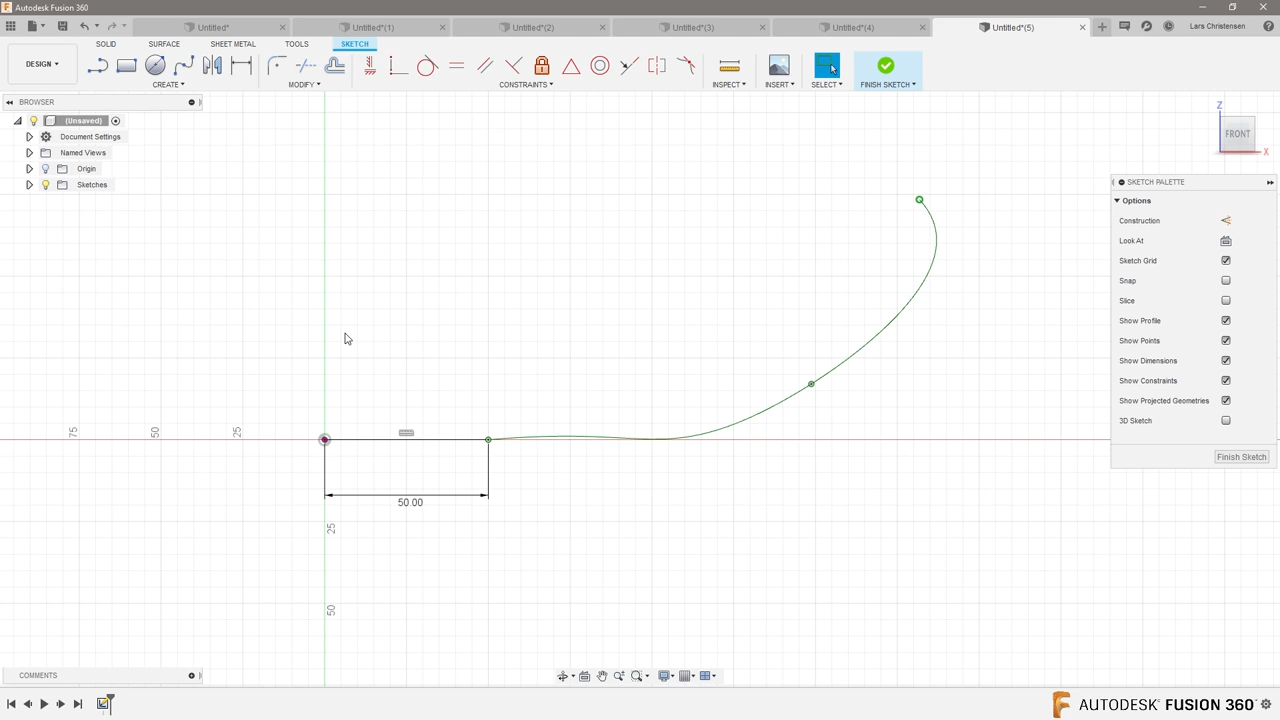 Autodesk Fusion 360
Untitled*
Untitled*(1)
Untitled*(2)
Untitled*(3)
Untitled*(4)
Untitled*(5)
Lars Christensen
SOLID
SURFACE
SHEET METAL
TOOLS
SKETCH
DESIGN
CREATE
MODIFY
CONSTRAINTS
INSPECT
INSERT
SELECT
FINISH SKETCH
BROWSER
(Unsaved)
Document Settings
Named Views
Origin
Sketches
Z
FRONT
X
SKETCH PALETTE
Options
Construction
Look At
Sketch Grid
Snap
Slice
Show Profile
Show Points
Show Dimensions
Show Constraints
Show Projected Geometries
3D Sketch
Finish Sketch
75
50
25
50.00
25
50
COMMENTS
AUTODESK FUSION 360